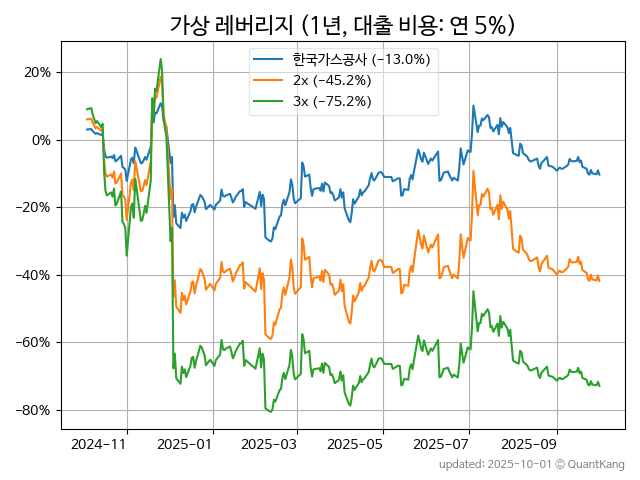 가상 레버리지 (1년, 대출 비용: 연 5%)
한국가스공사 (−13.0%)
2x (−45.2%)
3x (−75.2%)
20%
0%
−20%
−40%
−60%
−80%
2024-11
2025-01
2025-03
2025-05
2025-07
2025-09
updated: 2025-10-01 © QuantKang